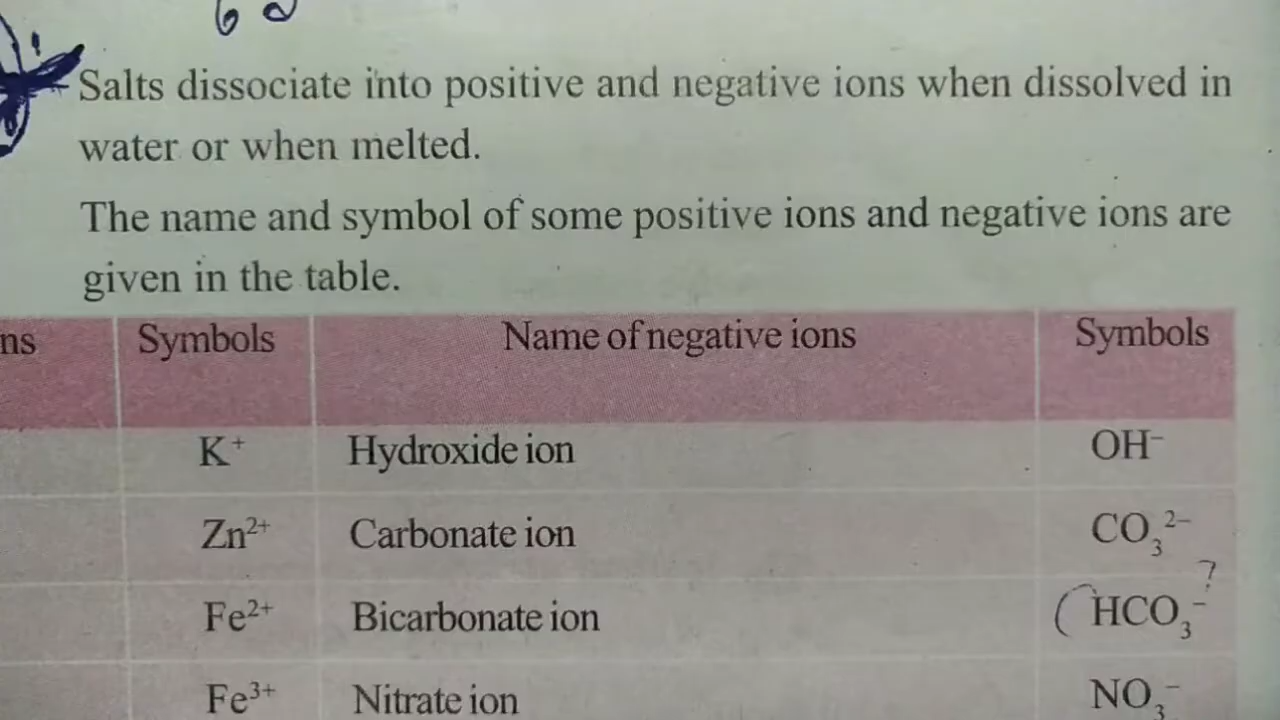 Salts dissociate into positive and negative ions when dissolved in
water or when melted.
The name and symbol of some positive ions and negative ions are
given in the table.
ns Symbols Name of negative ions Symbols
K⁺ Hydroxide ion OH⁻
Zn²⁺ Carbonate ion CO₃²⁻
?
Fe²⁺ Bicarbonate ion ( HCO₃⁻
Fe³⁺ Nitrate ion NO₃⁻